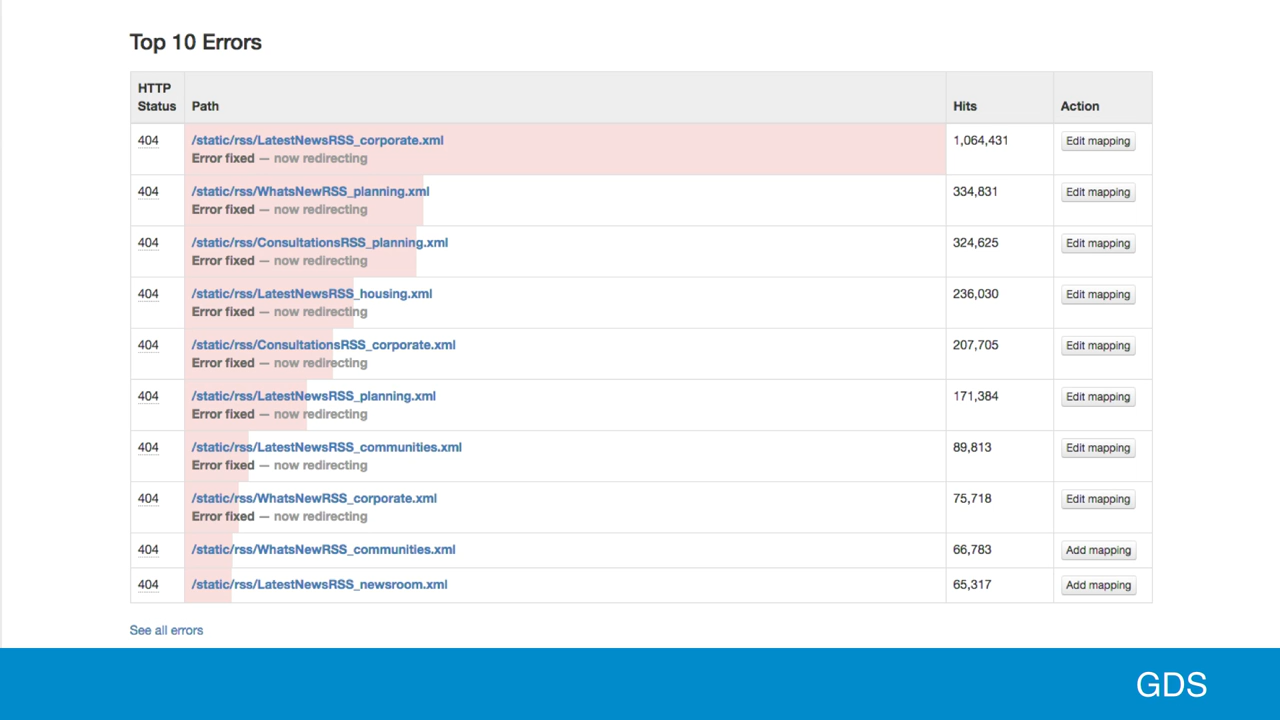 Top 10 Errors
HTTP Status Path Hits Action
404 /static/rss/LatestNewsRSS_corporate.xml 1,064,431 Edit mapping
Error fixed — now redirecting
404 /static/rss/WhatsNewRSS_planning.xml 334,831 Edit mapping
Error fixed — now redirecting
404 /static/rss/ConsultationsRSS_planning.xml 324,625 Edit mapping
Error fixed — now redirecting
404 /static/rss/LatestNewsRSS_housing.xml 236,030 Edit mapping
Error fixed — now redirecting
404 /static/rss/ConsultationsRSS_corporate.xml 207,705 Edit mapping
Error fixed — now redirecting
404 /static/rss/LatestNewsRSS_planning.xml 171,384 Edit mapping
Error fixed — now redirecting
404 /static/rss/LatestNewsRSS_communities.xml 89,813 Edit mapping
Error fixed — now redirecting
404 /static/rss/WhatsNewRSS_corporate.xml 75,718 Edit mapping
Error fixed — now redirecting
404 /static/rss/WhatsNewRSS_communities.xml 66,783 Add mapping
404 /static/rss/LatestNewsRSS_newsroom.xml 65,317 Add mapping
See all errors
GDS